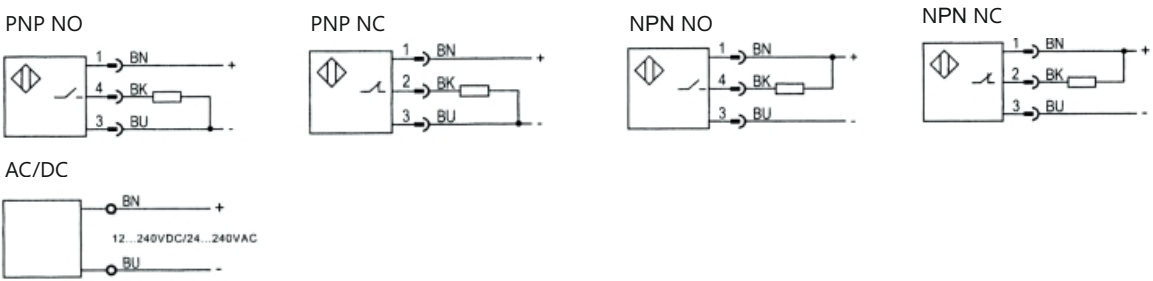 PNP NO
1 BN +
4 BK
3 BU -
PNP NC
1 BN +
2 BK
3 BU -
NPN NO
1 BN +
4 BK
3 BU -
NPN NC
1 BN +
2 BK
3 BU -
AC/DC
BN +
12...240VDC/24...240VAC
BU -